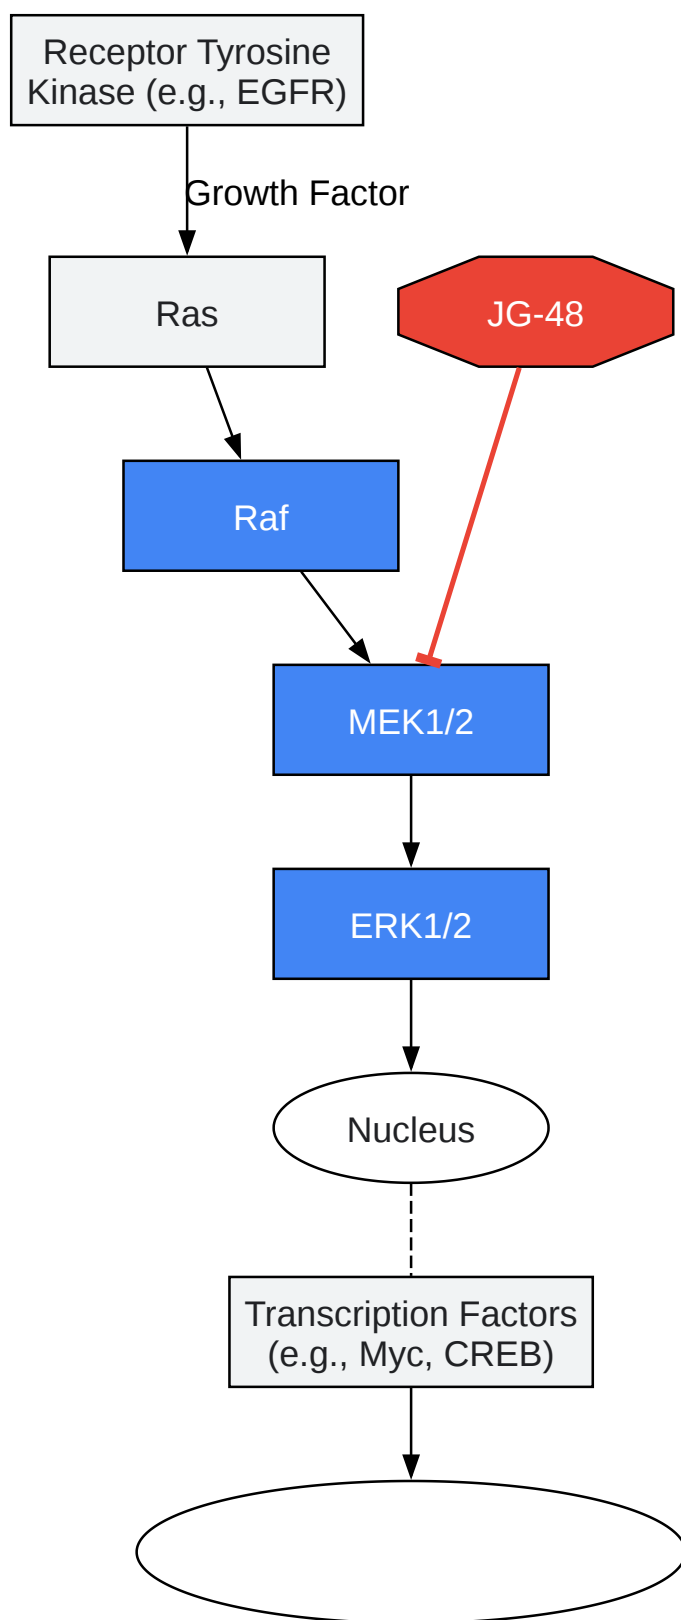 Receptor Tyrosine
Kinase (e.g., EGFR)
Growth Factor
Ras
JG-48
Raf
MEK1/2
ERK1/2
Nucleus
Transcription Factors
(e.g., Myc, CREB)